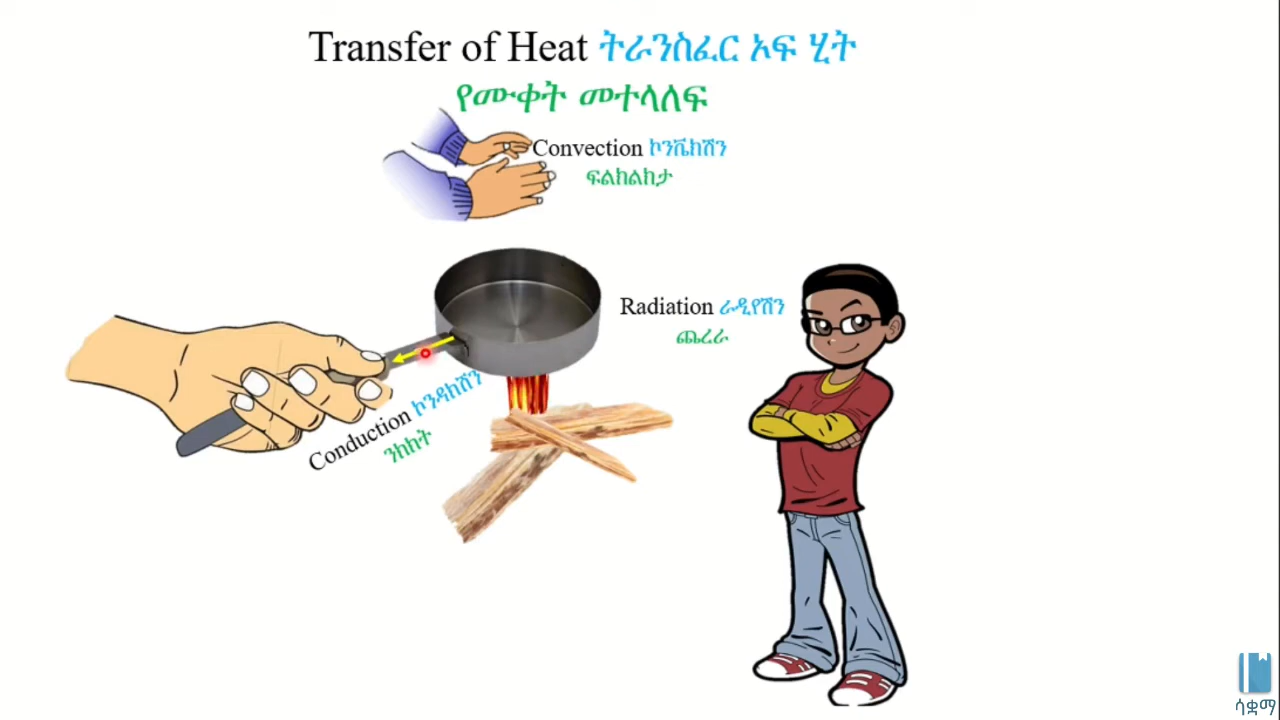 Transfer of Heat ትራንስፈር ኦፍ ሂት
የሙቀት መተላለፍ
Convection ኮንቬክሽን
ፍልክልክታ
Radiation ራዲየሽን
ጨረራ
Conduction ኮንዳክሽን
ንክኪት
ሳቋማ